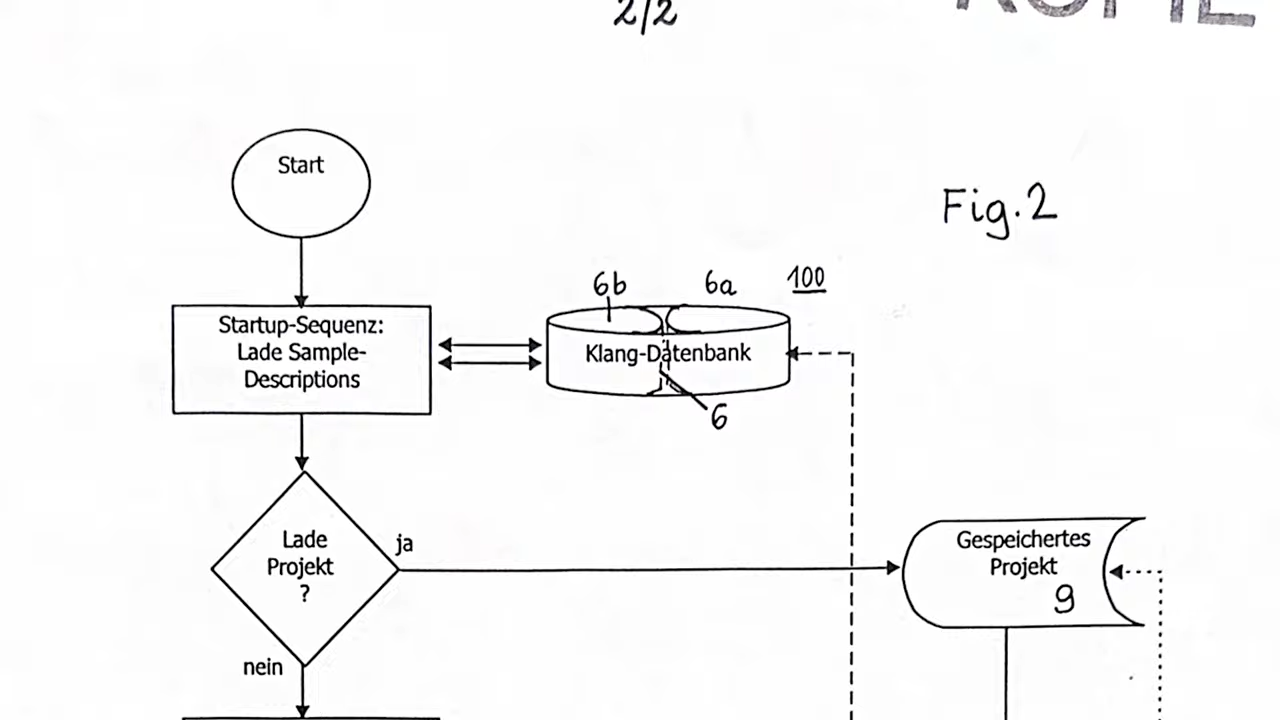 2/2
KOPIE
Start
Fig.2
6b
6a
100
Startup-Sequenz:
Lade Sample-
Descriptions
Klang-Datenbank
6
Lade
Projekt
?
ja
Gespeichertes
Projekt
9
nein